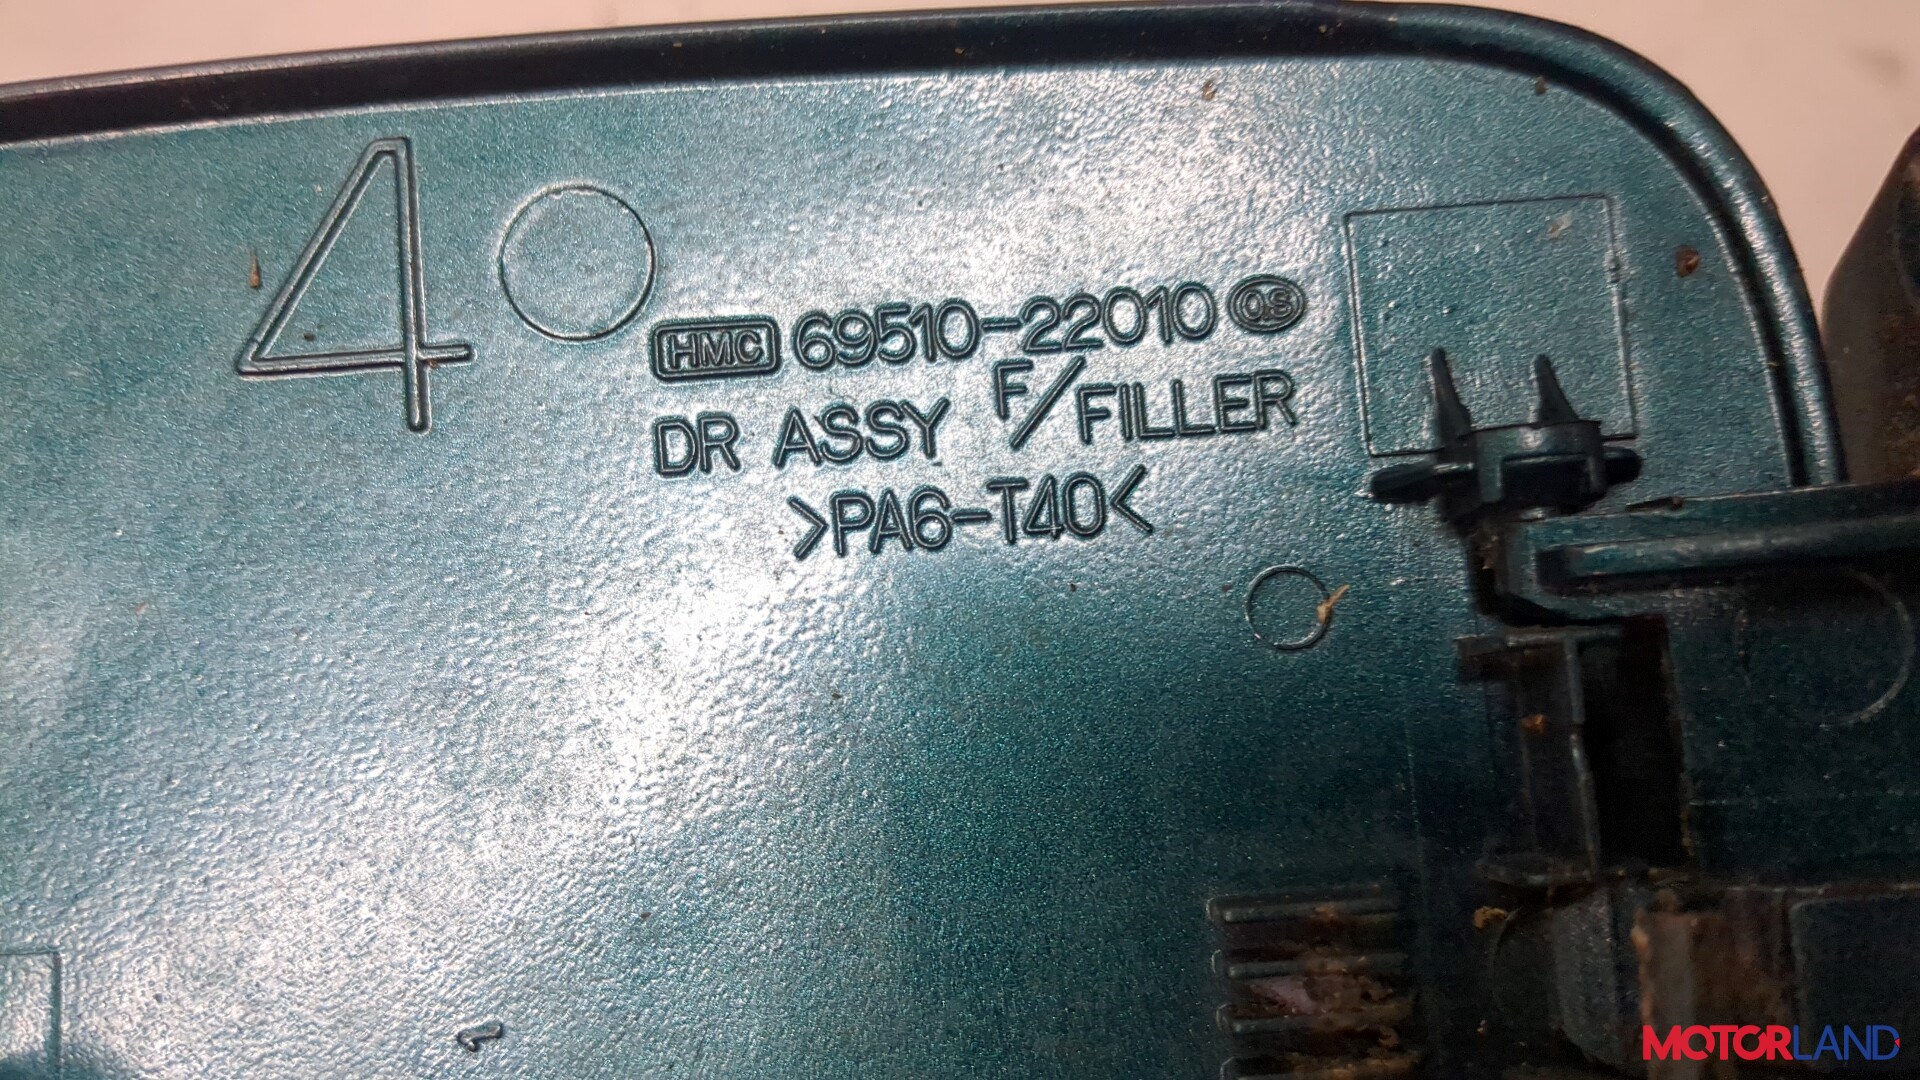 4
HMC 69510-22010 O.S
DR ASSY F/FILLER
>PA6-T40<
MOTORLAND